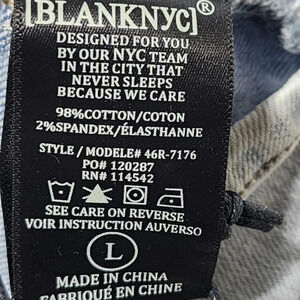 [BLANKNYC]®
DESIGNED FOR YOU
BY OUR NYC TEAM
IN THE CITY THAT
NEVER SLEEPS
BECAUSE WE CARE
98%COTTON/COTON
2%SPANDEX/ÉLASTHANNE
STYLE / MODELE# 46R-7176
PO# 120287
RN# 114542
SEE CARE ON REVERSE
VOIR INSTRUCTION AUVERSO
L
MADE IN CHINA
FABRIQUÉ EN CHINE